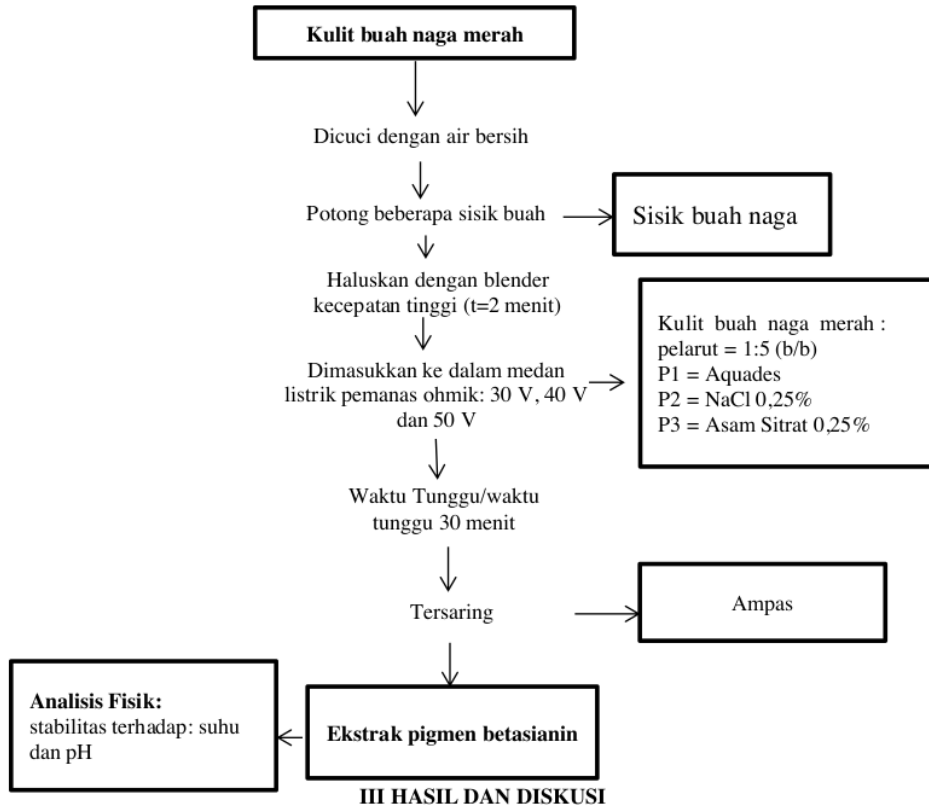 Kulit buah naga merah
Dicuci dengan air bersih
Potong beberapa sisik buah
Sisik buah naga
Haluskan dengan blender
kecepatan tinggi (t=2 menit)
Dimasukkan ke dalam medan
listrik pemanas ohmik: 30 V, 40 V
dan 50 V
Kulit buah naga merah :
pelarut = 1:5 (b/b)
P1 = Aquades
P2 = NaCl 0,25%
P3 = Asam Sitrat 0,25%
Waktu Tunggu/waktu
tunggu 30 menit
Tersaring
Ampas
Analisis Fisik:
stabilitas terhadap: suhu
dan pH
Ekstrak pigmen betasianin
III HASIL DAN DISKUSI